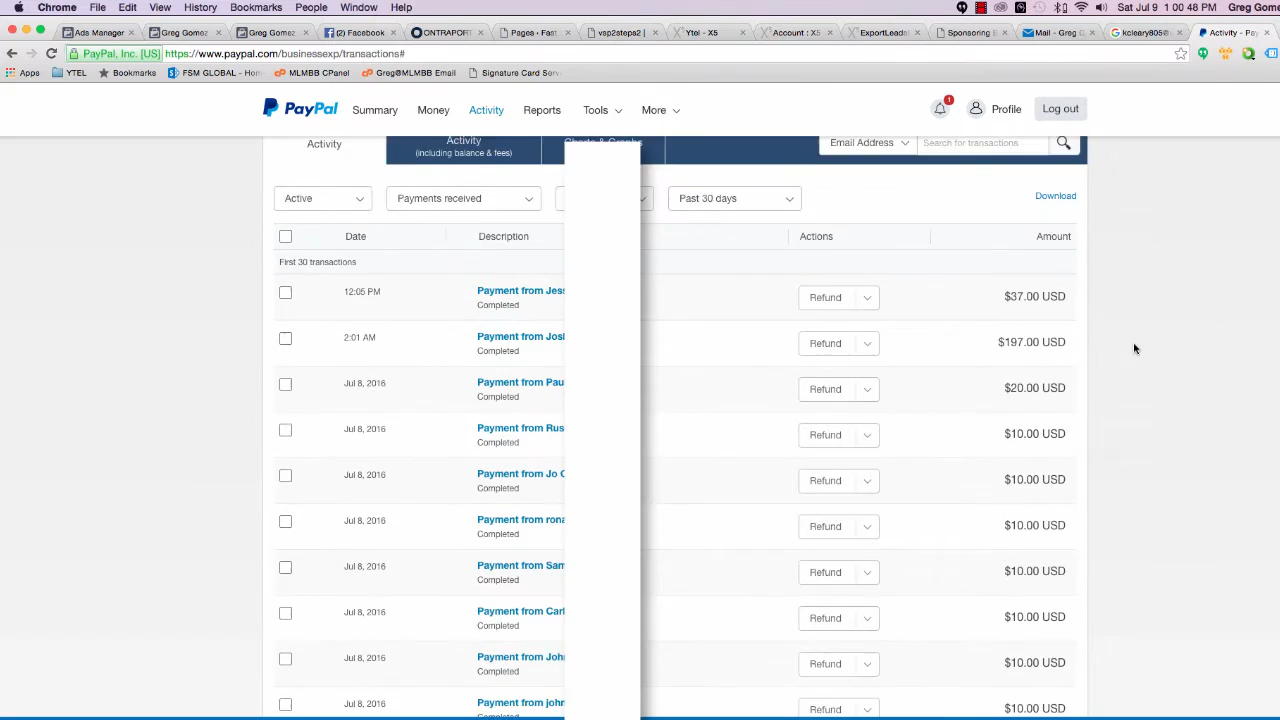 Chrome File Edit View History Bookmarks People Window Help Sat Jul 9 1:00:48 PM Greg Gomez
Ads Manager Greg Gomez Greg Gomez (2) Facebook ONTRAPORT Pages - Fast vsp2steps2 | Ytel - X5 Account : X5 ExportLeads Sponsoring Mail - Greg G kcleary805@ Activity - Pay
PayPal, Inc. [US] https://www.paypal.com/businessexp/transactions#
Apps YTEL Bookmarks FSM GLOBAL - Hom MLMBB CPanel Greg@MLMBB Email Signature Card Serv
PayPal Summary Money Activity Reports Tools More 1 Profile Log out
Activity Activity Charts & Graphs Email Address Search for transactions
(including balance & fees)
Active Payments received Past 30 days Download
Date Description Actions Amount
First 30 transactions
12:05 PM Payment from Jess Refund $37.00 USD
Completed
2:01 AM Payment from Josh Refund $197.00 USD
Completed
Jul 8, 2016 Payment from Pau Refund $20.00 USD
Completed
Jul 8, 2016 Payment from Rus Refund $10.00 USD
Completed
Jul 8, 2016 Payment from Jo Refund $10.00 USD
Completed
Jul 8, 2016 Payment from rona Refund $10.00 USD
Completed
Jul 8, 2016 Payment from Sam Refund $10.00 USD
Completed
Jul 8, 2016 Payment from Carl Refund $10.00 USD
Completed
Jul 8, 2016 Payment from John Refund $10.00 USD
Completed
Jul 8, 2016 Payment from john Refund $10.00 USD
Completed